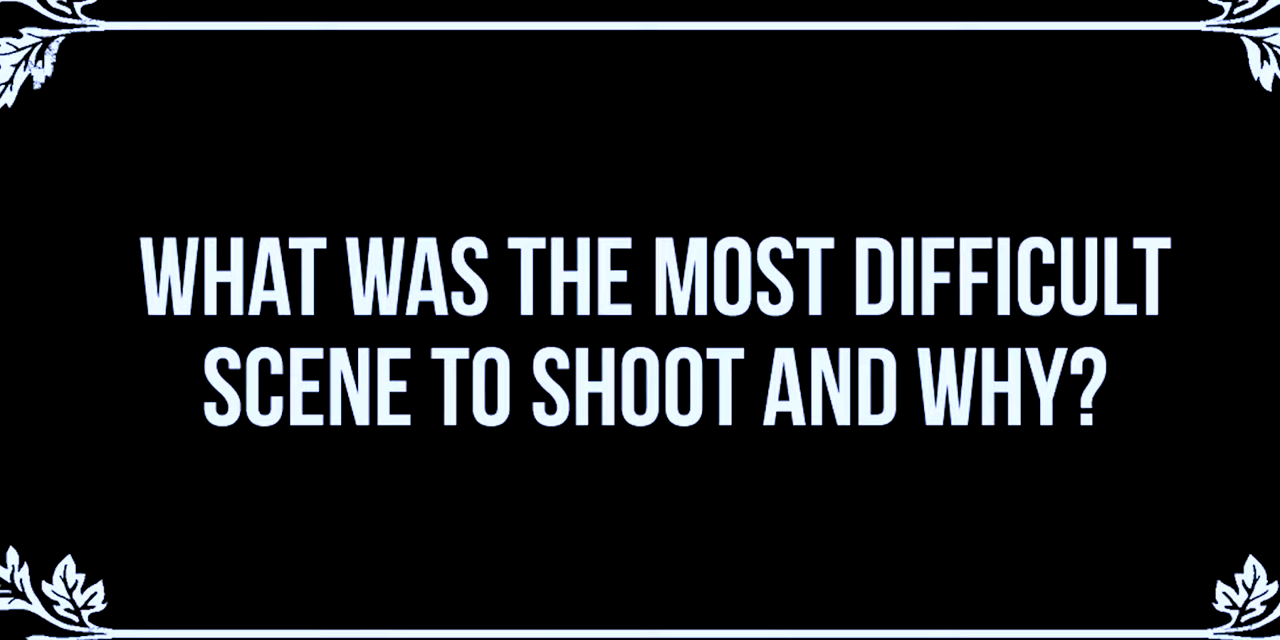 WHAT WAS THE MOST DIFFICULT
SCENE TO SHOOT AND WHY?